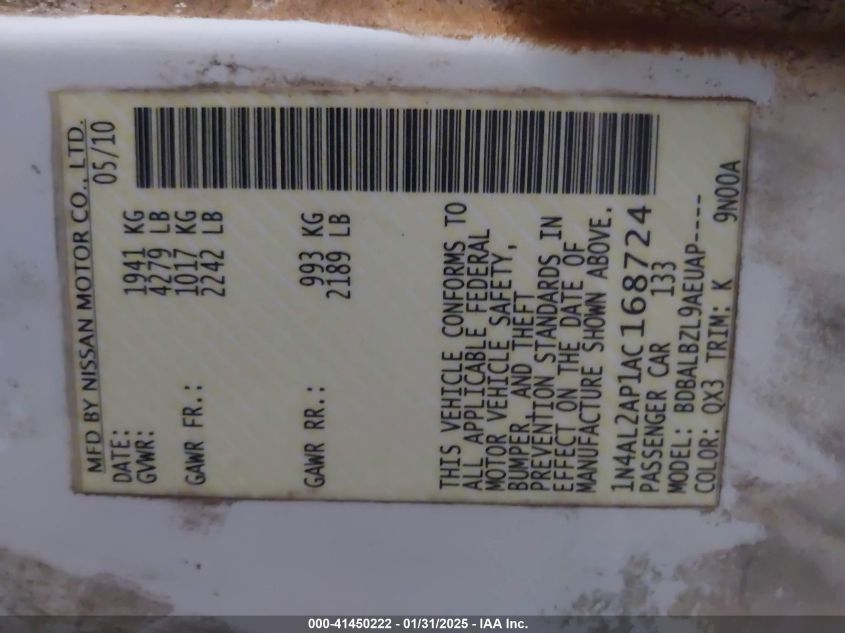 MFD BY NISSAN MOTOR CO., LTD.
DATE: 05/10
GVWR: 1941 KG
4279 LB
GAWR FR.: 1017 KG
2242 LB
GAWR RR.: 993 KG
2189 LB
THIS VEHICLE CONFORMS TO
ALL APPLICABLE FEDERAL
MOTOR VEHICLE SAFETY,
BUMPER, AND THEFT
PREVENTION STANDARDS IN
EFFECT ON THE DATE OF
MANUFACTURE SHOWN ABOVE.
1N4AL2AP1AC168724
PASSENGER CAR 133
MODEL: BDBALBZL9AEUAP----
COLOR: QX3 TRIM: K 9N00A
000-41450222 - 01/31/2025 - IAA Inc.